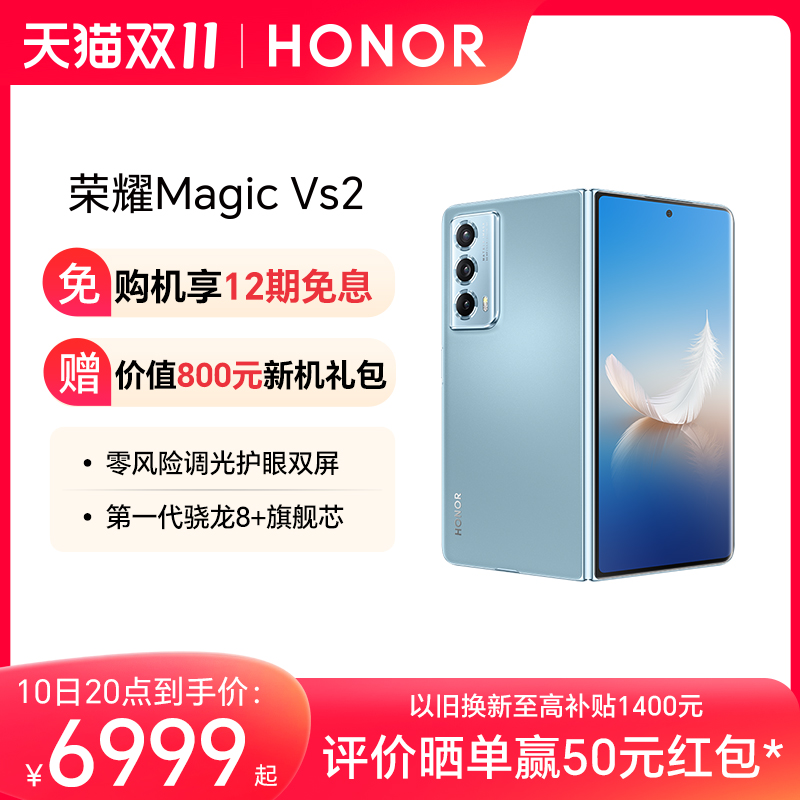 天猫双11 HONOR
荣耀Magic Vs2
免 购机享12期免息
赠 价值800元新机礼包
• 零风险调光护眼双屏
• 第一代骁龙8+旗舰芯
HONOR
10日20点到手价:
¥6999起
以旧换新至高补贴1400元
评价晒单赢50元红包*